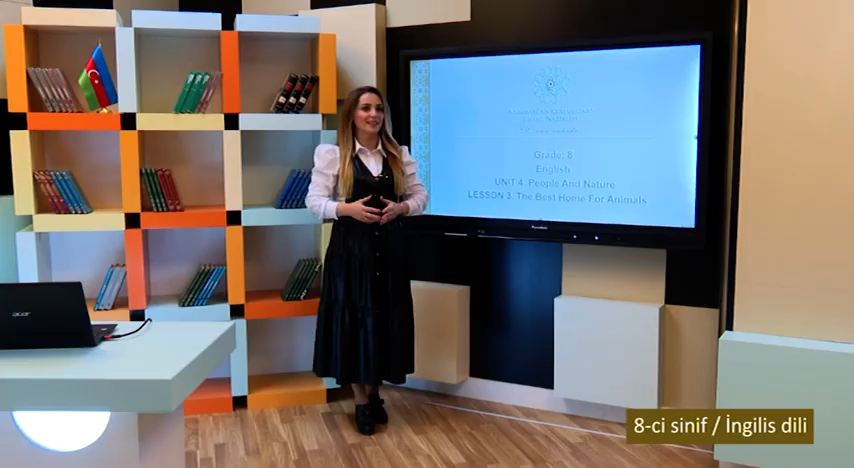 Grade: 8
English
UNIT 4. People And Nature
LESSON 3. The Best Home For Animals
acer
8-ci sinif / İngilis dili